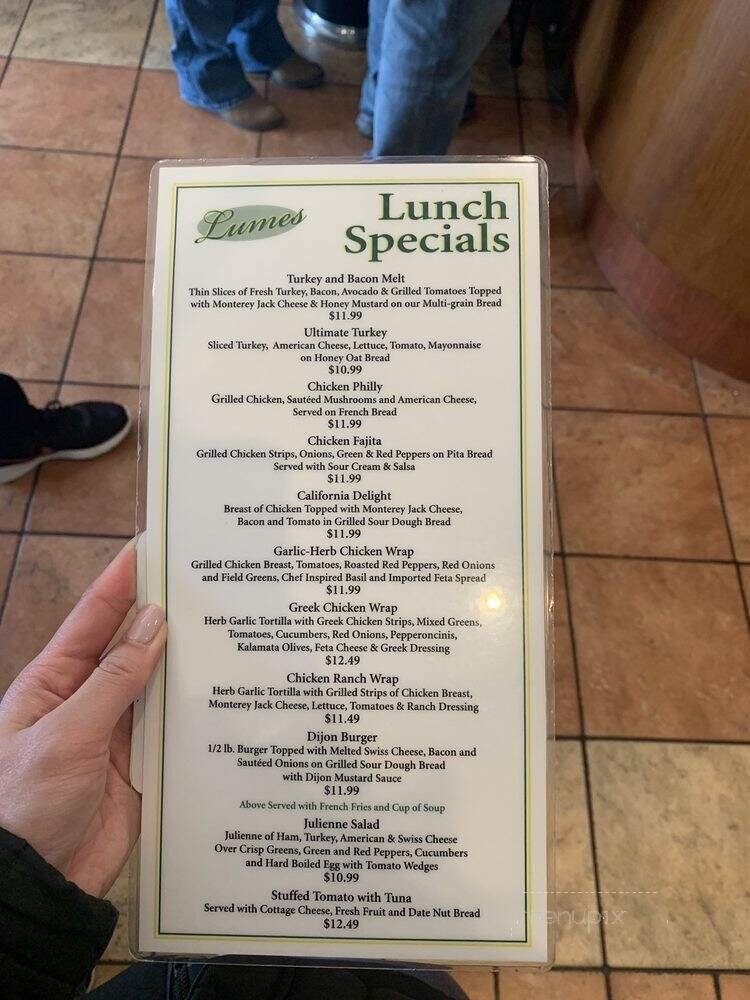 Lumes
Lunch
Specials
Turkey and Bacon Melt
Thin Slices of Fresh Turkey, Bacon, Avocado & Grilled Tomatoes Topped
with Monterey Jack Cheese & Honey Mustard on our Multi-grain Bread
$11.99
Ultimate Turkey
Sliced Turkey, American Cheese, Lettuce, Tomato, Mayonnaise
on Honey Oat Bread
$10.99
Chicken Philly
Grilled Chicken, Sautéed Mushrooms and American Cheese,
Served on French Bread
$11.99
Chicken Fajita
Grilled Chicken Strips, Onions, Green & Red Peppers on Pita Bread
Served with Sour Cream & Salsa
$11.99
California Delight
Breast of Chicken Topped with Monterey Jack Cheese,
Bacon and Tomato in Grilled Sour Dough Bread
$11.99
Garlic-Herb Chicken Wrap
Grilled Chicken Breast, Tomatoes, Roasted Red Peppers, Red Onions
and Field Greens, Chef Inspired Basil and Imported Feta Spread
$11.99
Greek Chicken Wrap
Herb Garlic Tortilla with Greek Chicken Strips, Mixed Greens,
Tomatoes, Cucumbers, Red Onions, Pepperoncinis,
Kalamata Olives, Feta Cheese & Greek Dressing
$12.49
Chicken Ranch Wrap
Herb Garlic Tortilla with Grilled Strips of Chicken Breast,
Monterey Jack Cheese, Lettuce, Tomatoes & Ranch Dressing
$11.49
Dijon Burger
1/2 lb. Burger Topped with Melted Swiss Cheese, Bacon and
Sautéed Onions on Grilled Sour Dough Bread
with Dijon Mustard Sauce
$11.99
Above Served with French Fries and Cup of Soup
Julienne Salad
Julienne of Ham, Turkey, American & Swiss Cheese
Over Crisp Greens, Green and Red Peppers, Cucumbers
and Hard Boiled Egg with Tomato Wedges
$10.99
Stuffed Tomato with Tuna
Served with Cottage Cheese, Fresh Fruit and Date Nut Bread
$12.49
menupix